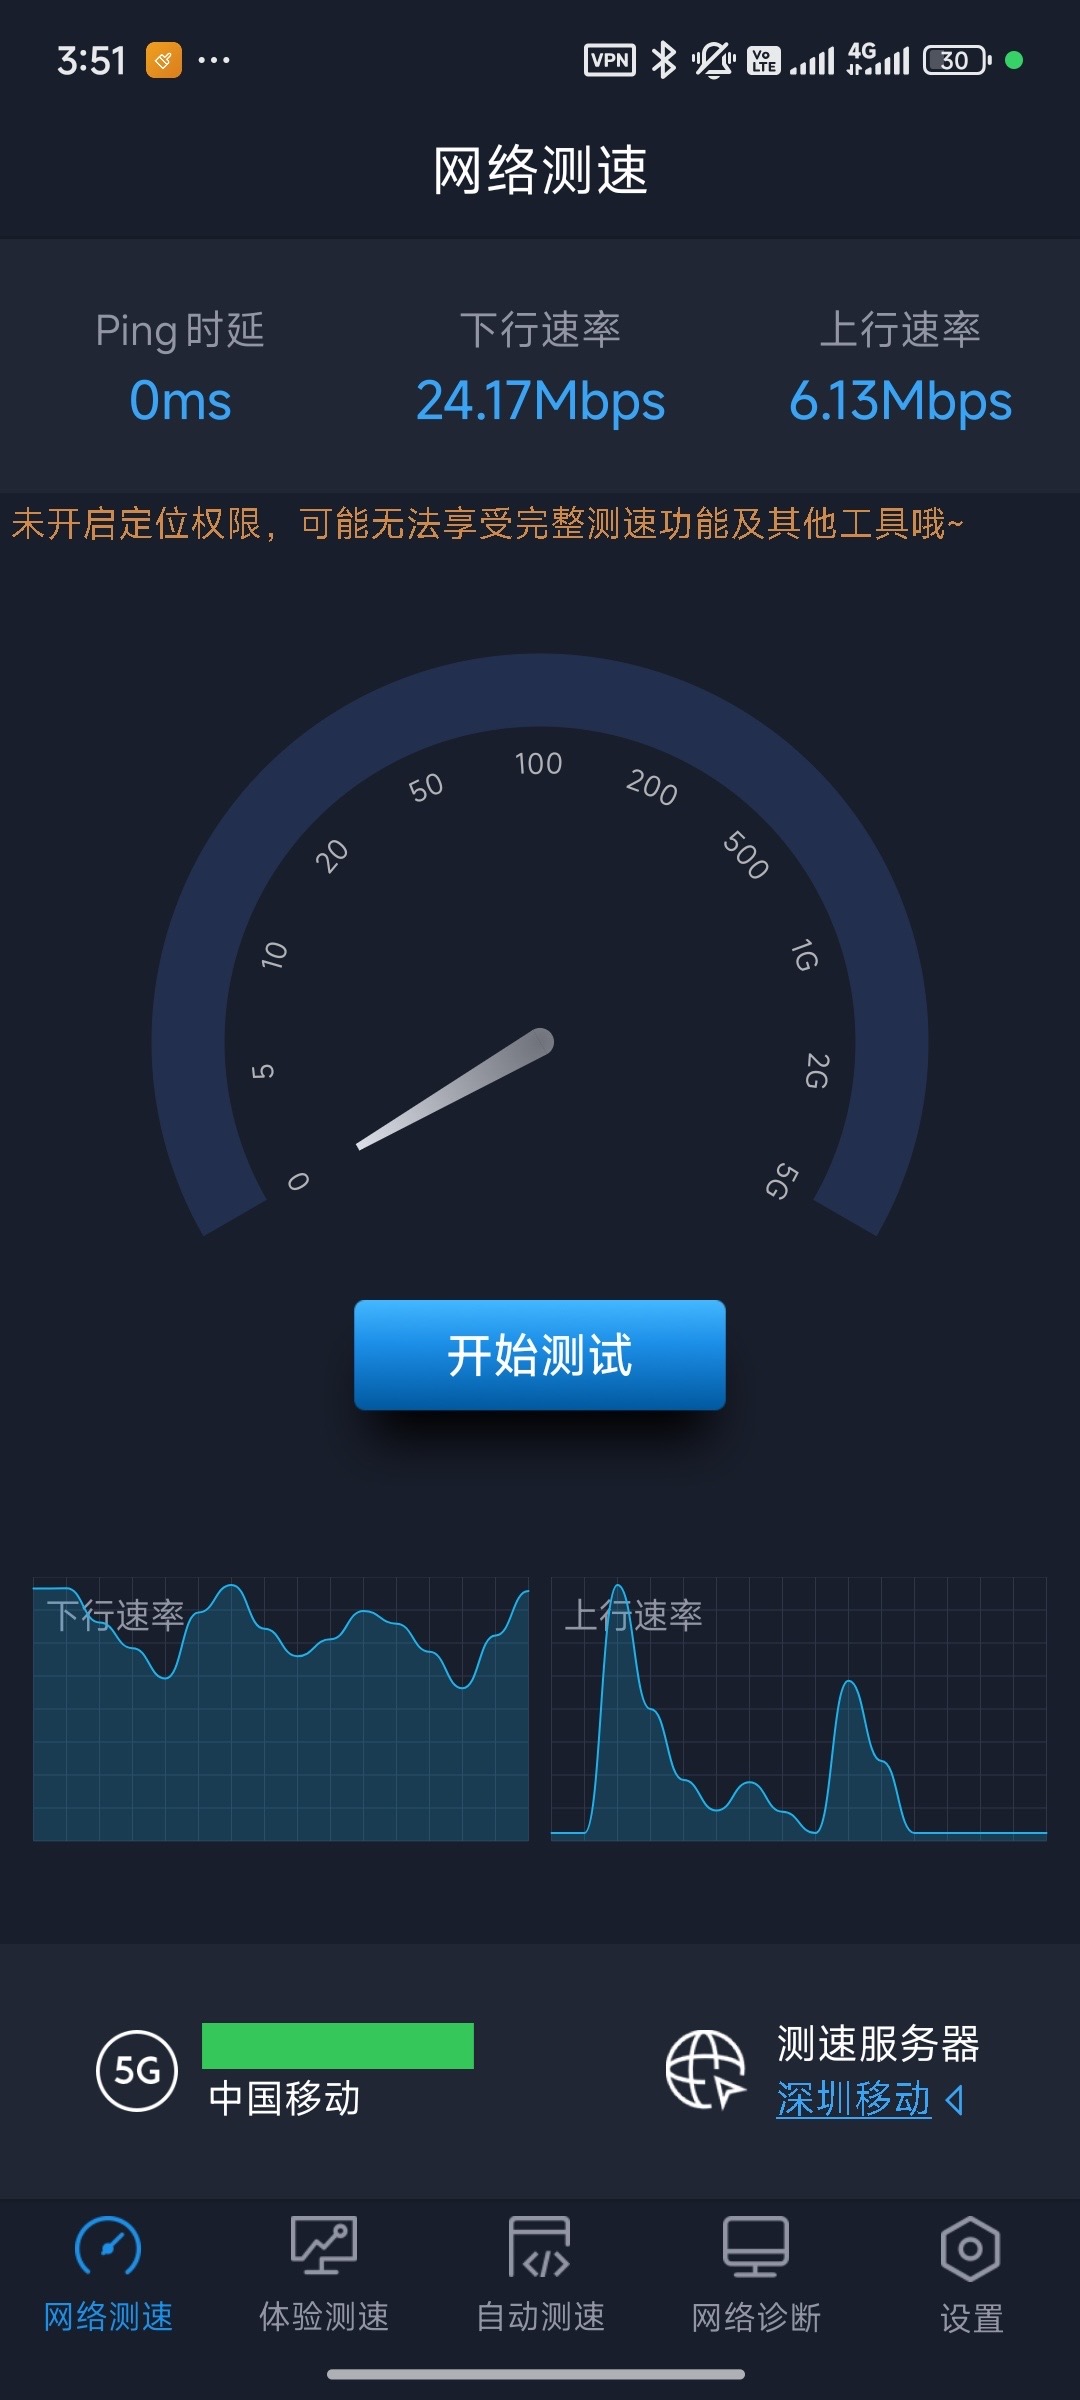 3:51
VPN
Vo LTE
4G
30
网络测速
Ping时延
下行速率
上行速率
0ms
24.17Mbps
6.13Mbps
未开启定位权限，可能无法享受完整测速功能及其他工具哦~
0
5
10
20
50
100
200
500
1G
2G
5G
开始测试
下行速率
上行速率
5G
中国移动
测速服务器
深圳移动
网络测速
体验测速
自动测速
网络诊断
设置